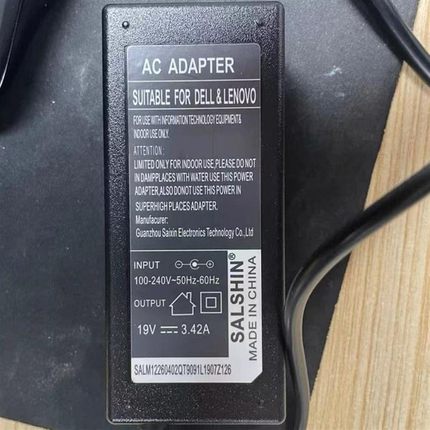 AC ADAPTER
SUITABLE FOR DELL & LENOVO
FOR USE WITH INFORMATION TECHNOLOGY EQUIPMENT&
INDOOR USE ONLY.
ATTENTION:
LIMITED ONLY FOR INDOOR USE,PLEASE DO NOT
IN DAMPPLACES WITH WATER USE THIS POWER
ADAPTER,ALSO DONOT USE THIS POWER IN
SUPERHIGH PLACES ADAPTER.
Manufacurer:
Guanzhou Saixin Electronics Technology Co.,Ltd
INPUT
100-240V~50Hz-60Hz
OUTPUT
19V 3.42A
SALM12260402QT9091L1907Z126
SALSHIN®
MADE IN CHINA